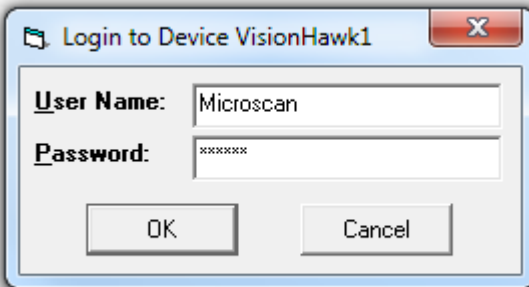 Login to Device VisionHawk1
User Name: Microscan
Password: ******
OK Cancel